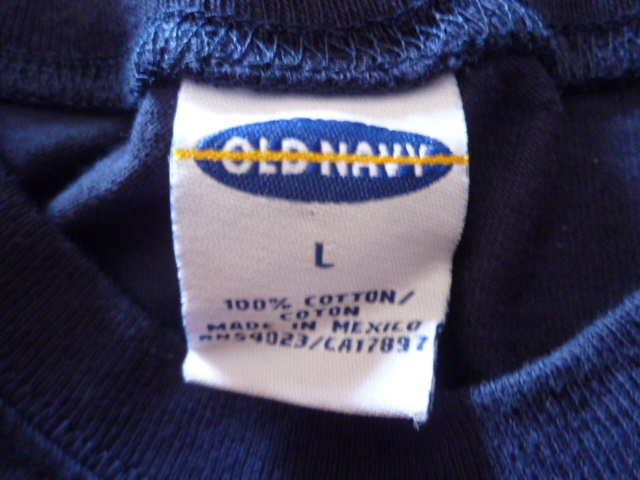 OLD NAVY
L
100% COTTON/
COTON
MADE IN MEXICO
RN54023/CA17897